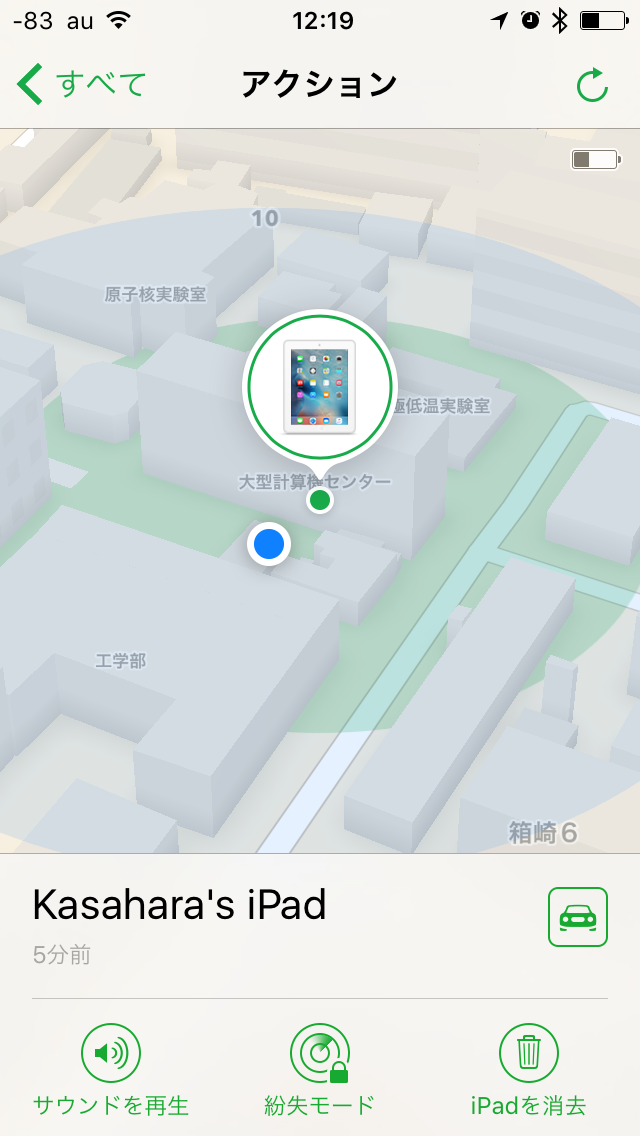 -83 au 12:19
すべて アクション
10
原子核実験室
極低温実験室
大型計算機センター
工学部
箱崎6
Kasahara's iPad
5分前
サウンドを再生 紛失モード iPadを消去